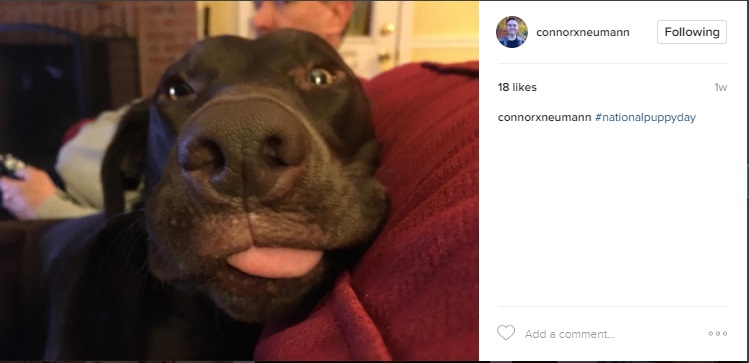 connorxneumann Following
18 likes 1w
connorxneumann #nationalpuppyday
Add a comment...